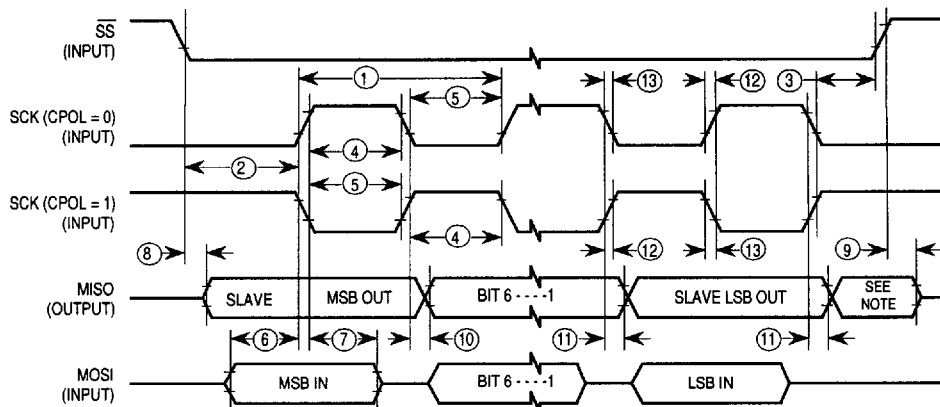 SS
(INPUT)
1
13
12
3
5
SCK (CPOL = 0)
(INPUT)
4
2
5
SCK (CPOL = 1)
(INPUT)
4
12
13
8
9
MISO
(OUTPUT)
SLAVE
MSB OUT
BIT 6 - - - - -1
SLAVE LSB OUT
SEE
NOTE
6
7
10
11
11
MOSI
(INPUT)
MSB IN
BIT 6 - - - - -1
LSB IN